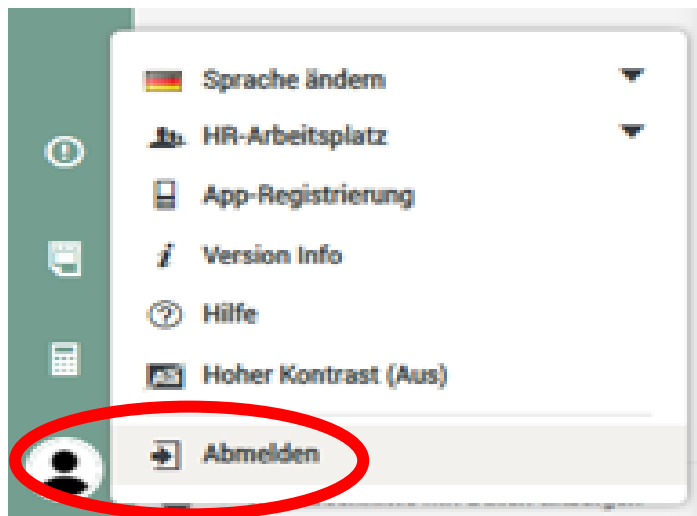 Sprache ändern
HR-Arbeitsplatz
App-Registrierung
Version Info
Hilfe
Hoher Kontrast (Aus)
Abmelden